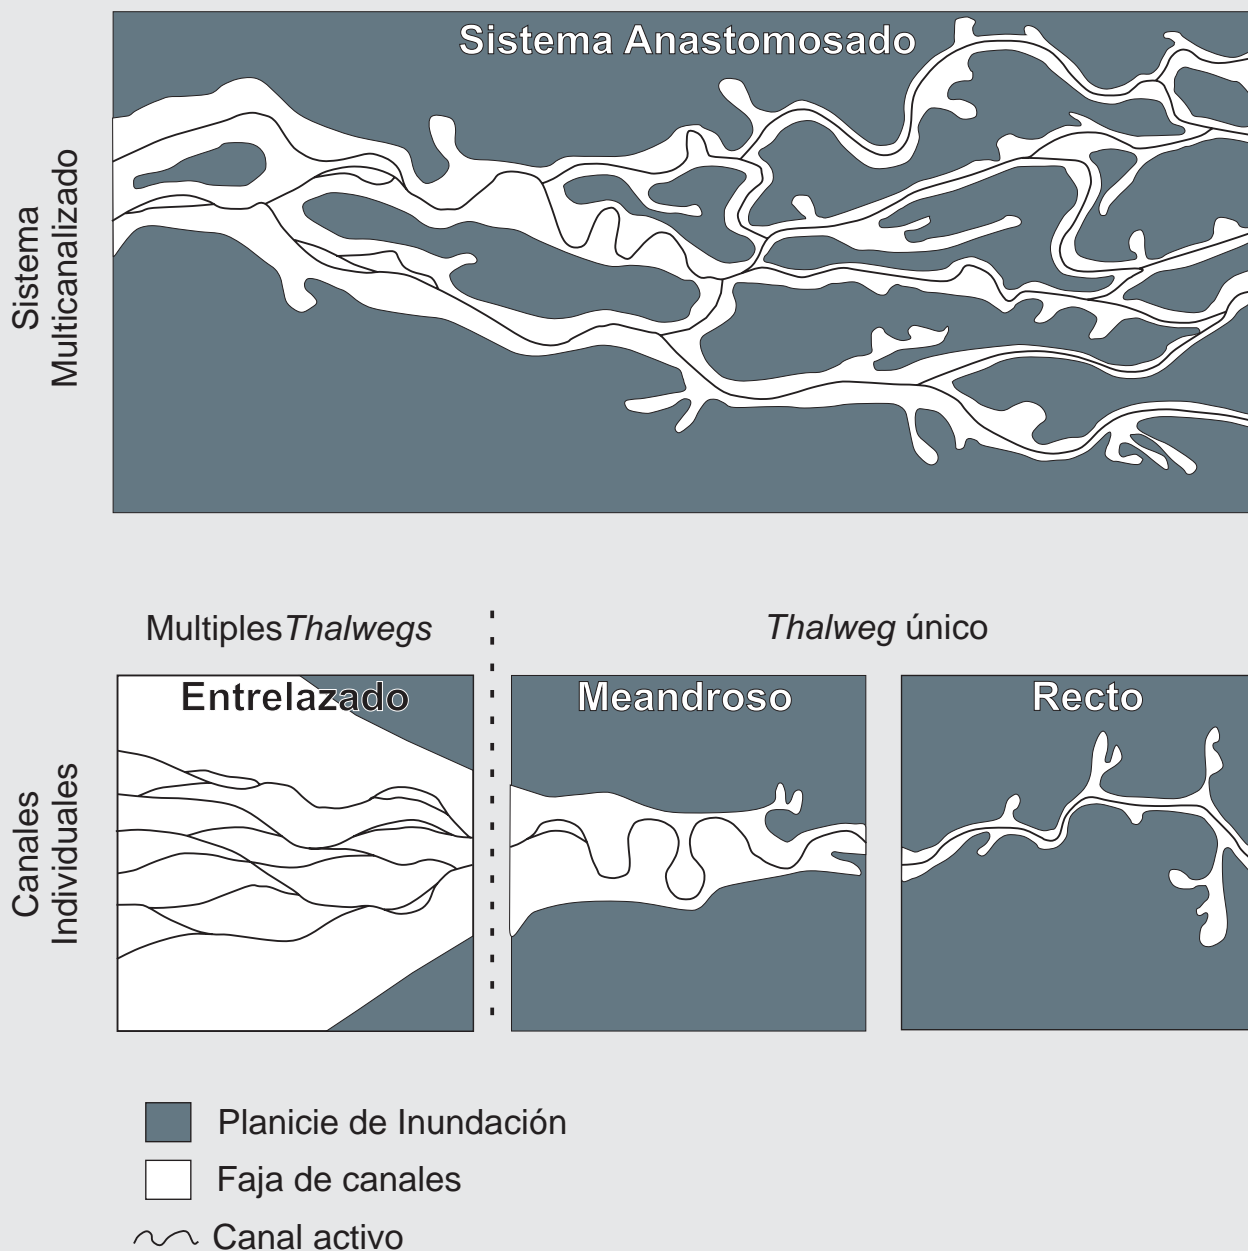 Sistema Anastomosado
Sistema
Multicanalizado
Multiples Thalwegs
Thalweg único
Entrelazado
Meandroso
Recto
Canales
Individuales
Planicie de Inundación
Faja de canales
Canal activo